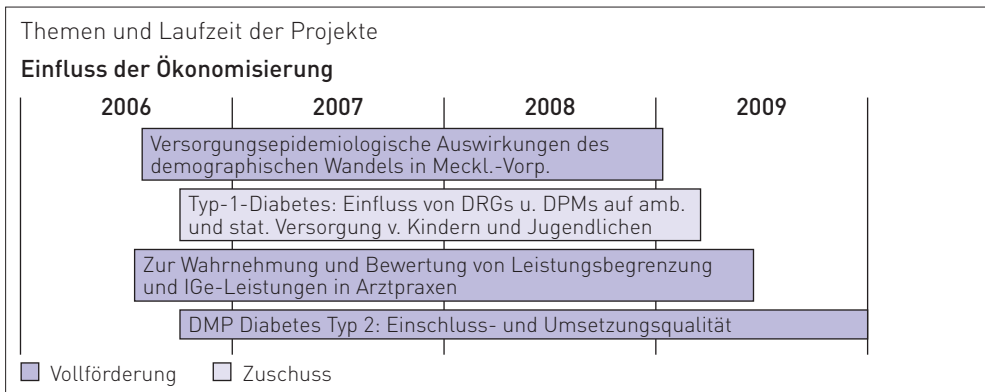 Themen und Laufzeit der Projekte
Einfluss der Ökonomisierung
2006 2007 2008 2009
Versorgungsepidemiologische Auswirkungen des
demographischen Wandels in Meckl.-Vorp.
Typ-1-Diabetes: Einfluss von DRGs u. DPMs auf amb.
und stat. Versorgung v. Kindern und Jugendlichen
Zur Wahrnehmung und Bewertung von Leistungsbegrenzung
und IGe-Leistungen in Arztpraxen
DMP Diabetes Typ 2: Einschluss- und Umsetzungsqualität
Vollförderung Zuschuss